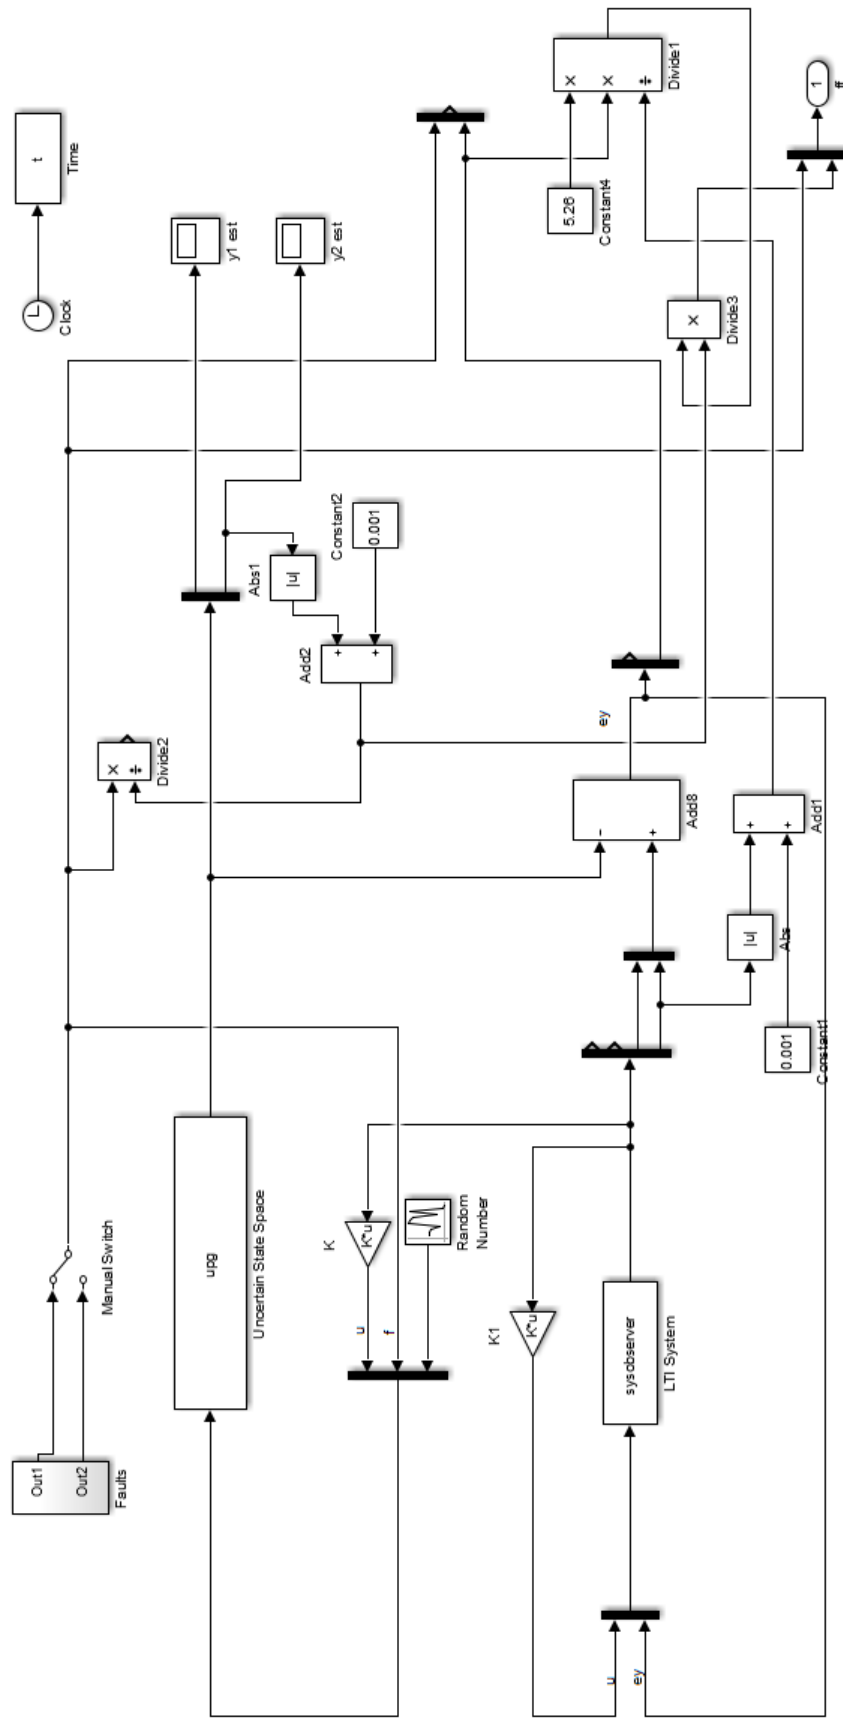 Out1
Out2
Faults
Manual Switch
Clock
t
Time
upg
Uncertain State Space
×
÷
Divide2
y1 est
y2 est
|u|
Abs1
+
+
Add2
0.001
Constant2
K*u
K
u
f
Random
Number
K*u
K1
sysobserver
LTI System
u
ey
-
+
Add8
ey
|u|
Abs
0.001
Constant1
+
+
Add1
×
Divide3
5.26
Constant4
×
×
÷
Divide1
1
ff